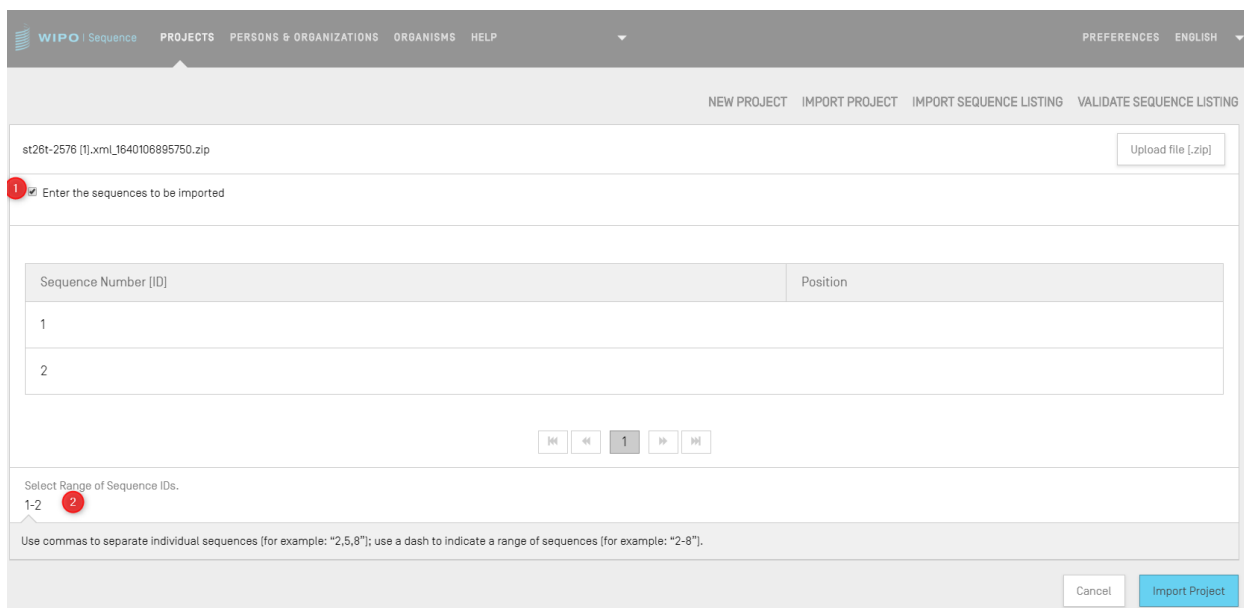 WIPO | Sequence PROJECTS PERSONS & ORGANIZATIONS ORGANISMS HELP PREFERENCES ENGLISH
NEW PROJECT IMPORT PROJECT IMPORT SEQUENCE LISTING VALIDATE SEQUENCE LISTING
st26t-2576 (1).xml_1640106895750.zip Upload file [.zip]
1 Enter the sequences to be imported
Sequence Number [ID] Position
1
2
1
Select Range of Sequence IDs.
1-2 2
Use commas to separate individual sequences (for example: “2,5,8”); use a dash to indicate a range of sequences (for example: “2-8”).
Cancel Import Project